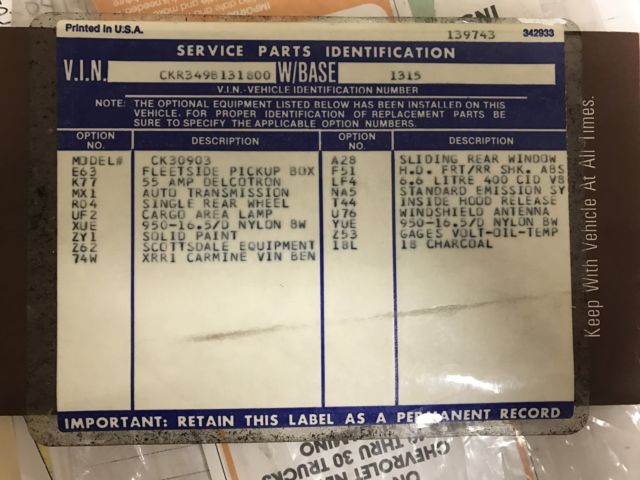 Printed in U.S.A. 139743 342933
SERVICE PARTS IDENTIFICATION
V.I.N. CKR349B131800 W/BASE 1315
V.I.N.-VEHICLE IDENTIFICATION NUMBER
NOTE: THE OPTIONAL EQUIPMENT LISTED BELOW HAS BEEN INSTALLED ON THIS
VEHICLE. FOR PROPER IDENTIFICATION OF REPLACEMENT PARTS BE
SURE TO SPECIFY THE APPLICABLE OPTION NUMBERS.
OPTION NO. DESCRIPTION OPTION NO. DESCRIPTION
MODEL# CK30903 A28 SLIDING REAR WINDOW
E63 FLEETSIDE PICKUP BOX F51 H.D. FRT/RR SHK. ABS
K77 55 AMP DELCOTRON LF4 6.6 LITRE 400 CID V8
MX1 AUTO TRANSMISSION NA5 STANDARD EMISSION SY
R04 SINGLE REAR WHEEL T44 INSIDE HOOD RELEASE
UF2 CARGO AREA LAMP U76 WINDSHIELD ANTENNA
XUE 950-16.5/D NYLON BW YUE 950-16.5/D NYLON BW
ZY1 SOLID PAINT Z53 GAGES VOLT-OIL-TEMP
Z62 SCOTTSDALE EQUIPMENT 18L 18 CHARCOAL
74W XRR1 CARMINE VIN BEN
IMPORTANT: RETAIN THIS LABEL AS A PERMANENT RECORD
Keep With Vehicle At All Times.
CHEVROLET
THRU 30 TRUCKS